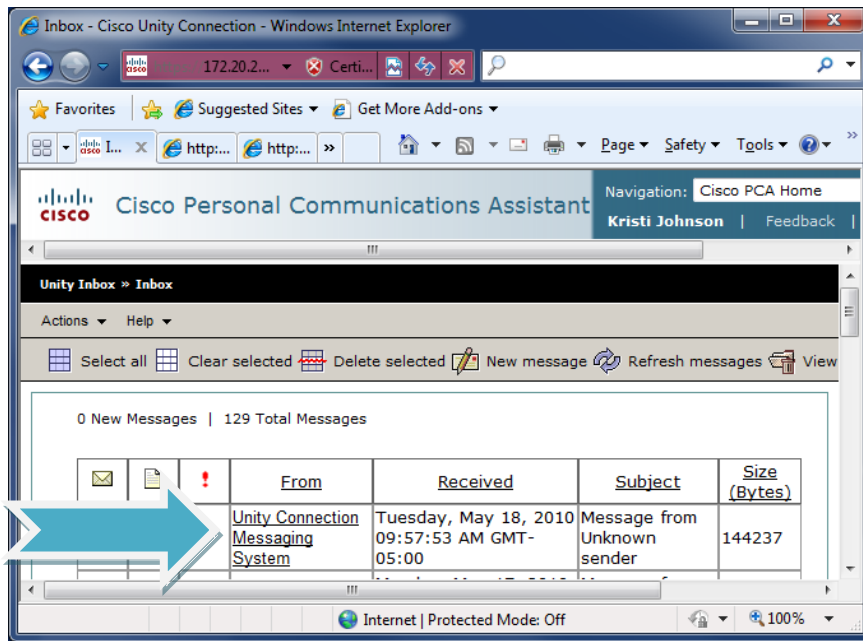 Inbox - Cisco Unity Connection - Windows Internet Explorer
172.20.2... Certi...
Favorites Suggested Sites Get More Add-ons
I... http:... http:... » Page Safety Tools »
cisco Cisco Personal Communications Assistant Navigation: Cisco PCA Home
Kristi Johnson | Feedback |
Unity Inbox » Inbox
Actions Help
Select all Clear selected Delete selected New message Refresh messages View
0 New Messages | 129 Total Messages
From Received Subject Size (Bytes)
Unity Connection Tuesday, May 18, 2010 Message from
Messaging 09:57:53 AM GMT- Unknown 144237
System 05:00 sender
Internet | Protected Mode: Off 100%